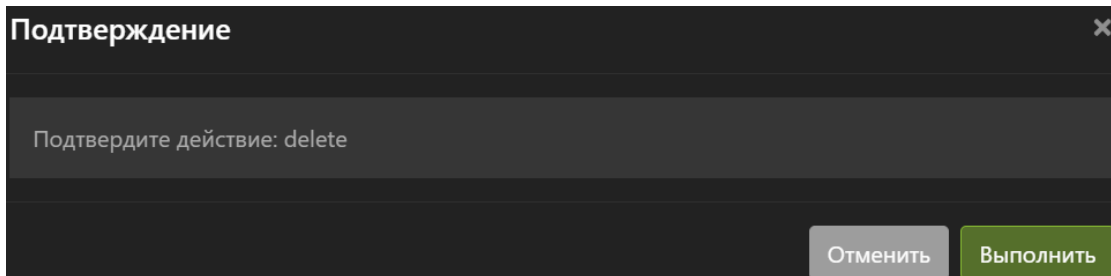 Подтверждение
Подтвердите действие: delete
Отменить Выполнить